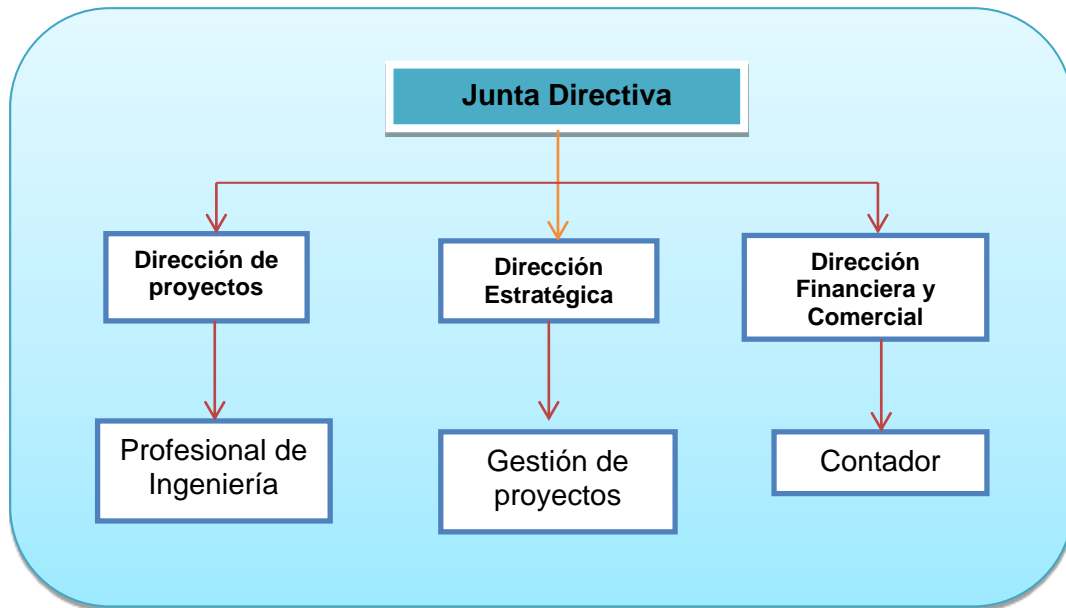 Junta Directiva
Dirección de
proyectos
Dirección
Estratégica
Dirección
Financiera y
Comercial
Profesional de
Ingeniería
Gestión de
proyectos
Contador